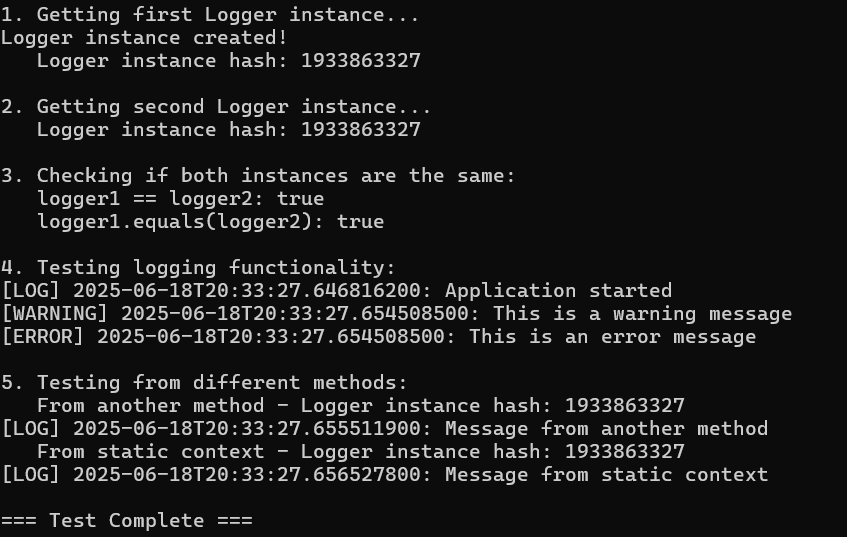 1. Getting first Logger instance...
Logger instance created!
   Logger instance hash: 1933863327

2. Getting second Logger instance...
   Logger instance hash: 1933863327

3. Checking if both instances are the same:
   logger1 == logger2: true
   logger1.equals(logger2): true

4. Testing logging functionality:
[LOG] 2025-06-18T20:33:27.646816200: Application started
[WARNING] 2025-06-18T20:33:27.654508500: This is a warning message
[ERROR] 2025-06-18T20:33:27.654508500: This is an error message

5. Testing from different methods:
   From another method - Logger instance hash: 1933863327
[LOG] 2025-06-18T20:33:27.655511900: Message from another method
   From static context - Logger instance hash: 1933863327
[LOG] 2025-06-18T20:33:27.656527800: Message from static context

=== Test Complete ===